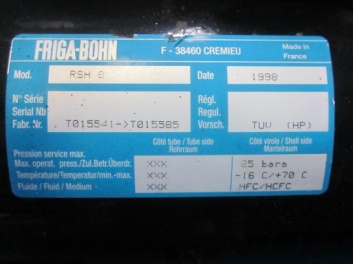 FRIGA-BOHN F - 38460 CREMIEU Made in
France
Mod. RSH 8 Date 1998
N° Série Régl.
Serial Nb Regul.
Fabr. Nr. T015541->T015585 Vorsch. TUV (HP)
Côté tube / Tube side Côté virole / Shell side
Rohrraum Mantelraum
Pression service max.
Max. operat. press./Zul.Betr.Überdr. XXX 25 bars
Température/Temperatur/min.-max. XXX -16 C/+70 C
Fluide / Fluid / Medium XXX HFC/HCFC